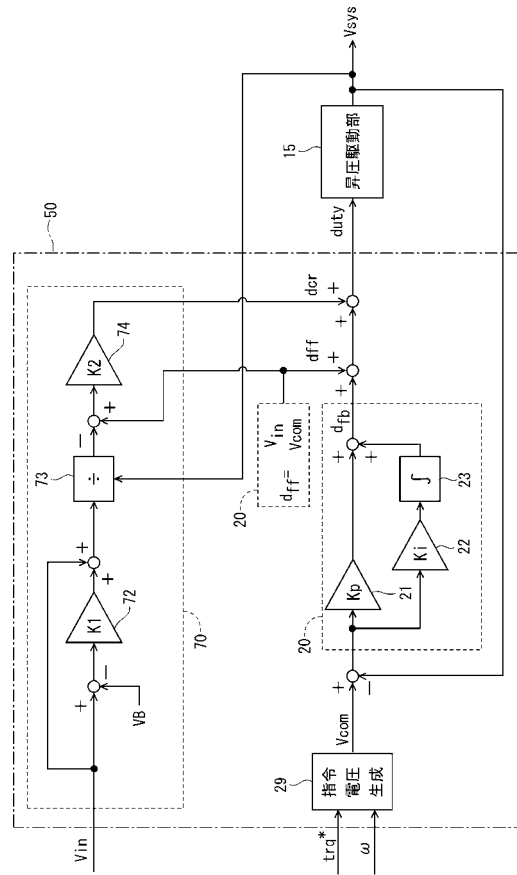 50
70
Vin
VB
K1
72
73
÷
K2
74
20
dff=
Vin
Vcom
dcr
dff
dfb
duty
15
昇圧駆動部
Vsys
trq*
ω
29
指令
電圧
生成
Vcom
20
Kp
21
Ki
22
∫
23